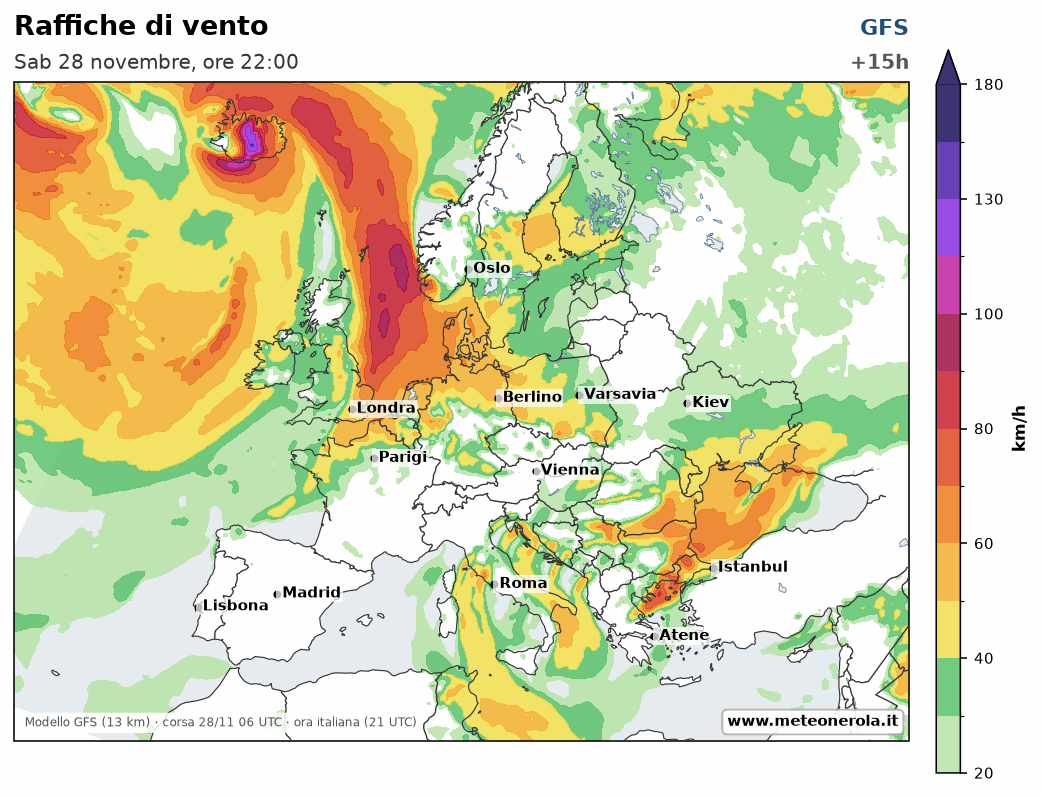 Raffiche di vento
GFS
Sab 28 novembre, ore 22:00
+15h
180
130
100
80
60
40
20
km/h
Oslo
Londra
Berlino
Varsavia
Kiev
Parigi
Vienna
Istanbul
Roma
Madrid
Lisbona
Atene
Modello GFS (13 km) · corsa 28/11 06 UTC · ora italiana (21 UTC)
www.meteonerola.it